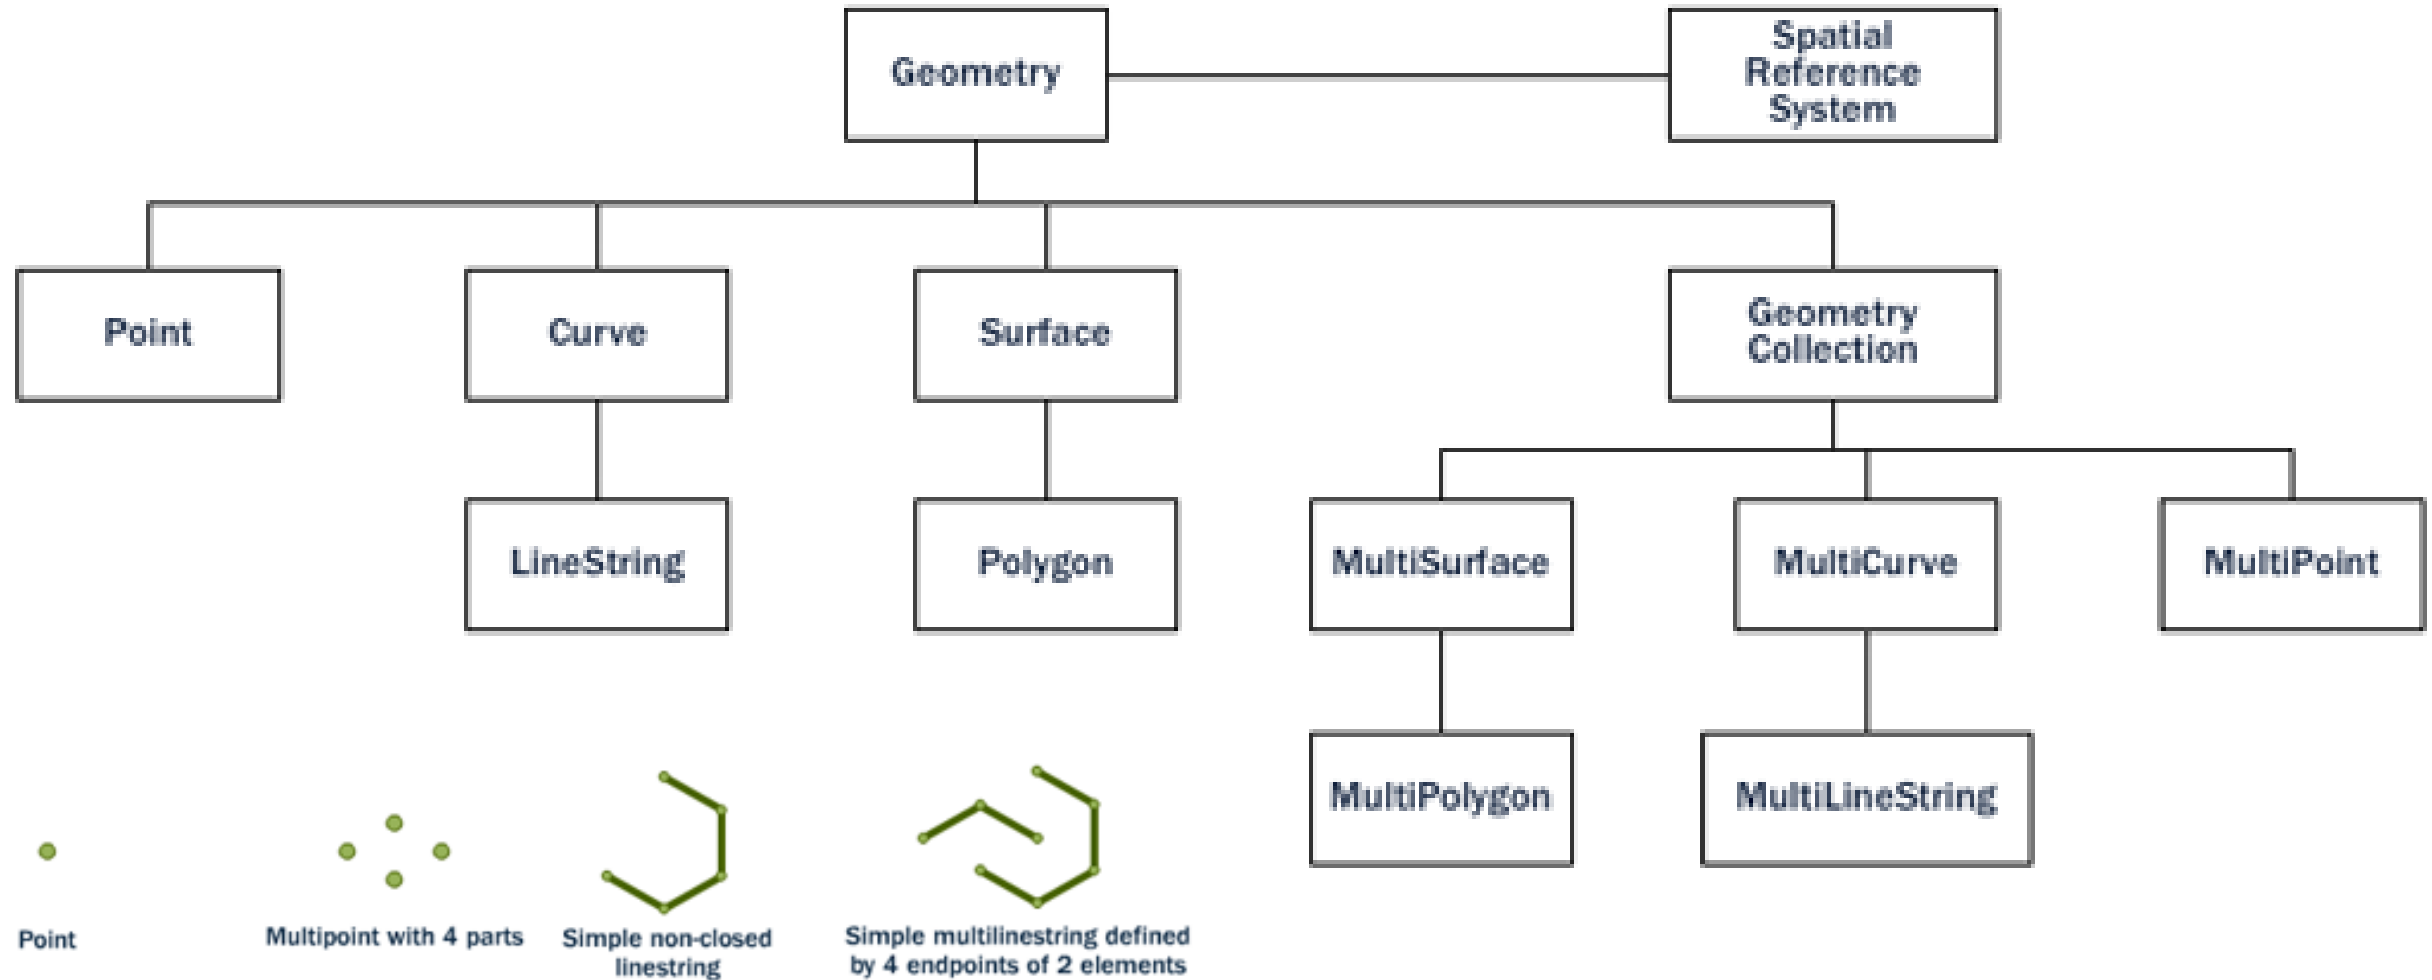 Geometry
Spatial
Reference
System
Point
Curve
Surface
Geometry
Collection
LineString
Polygon
MultiSurface
MultiCurve
MultiPoint
MultiPolygon
MultiLineString
Point
Multipoint with 4 parts
Simple non-closed
linestring
Simple multilinestring defined
by 4 endpoints of 2 elements